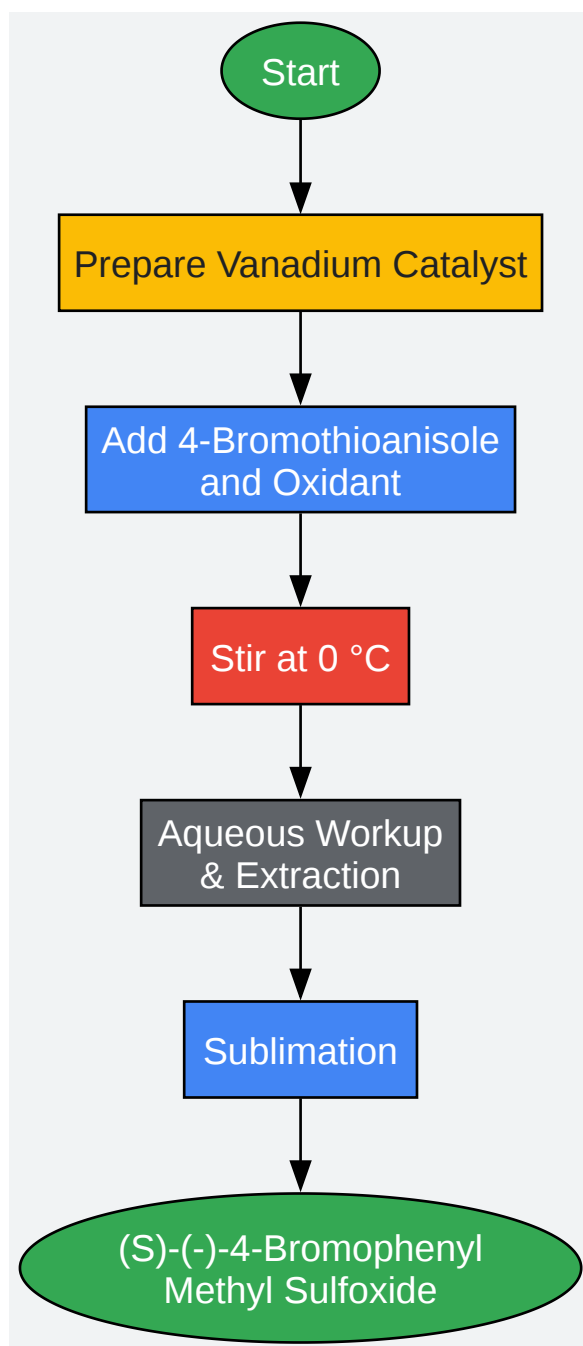 Start
Prepare Vanadium Catalyst
Add 4-Bromothioanisole
and Oxidant
Stir at 0 °C
Aqueous Workup
& Extraction
Sublimation
(S)-(-)-4-Bromophenyl
Methyl Sulfoxide